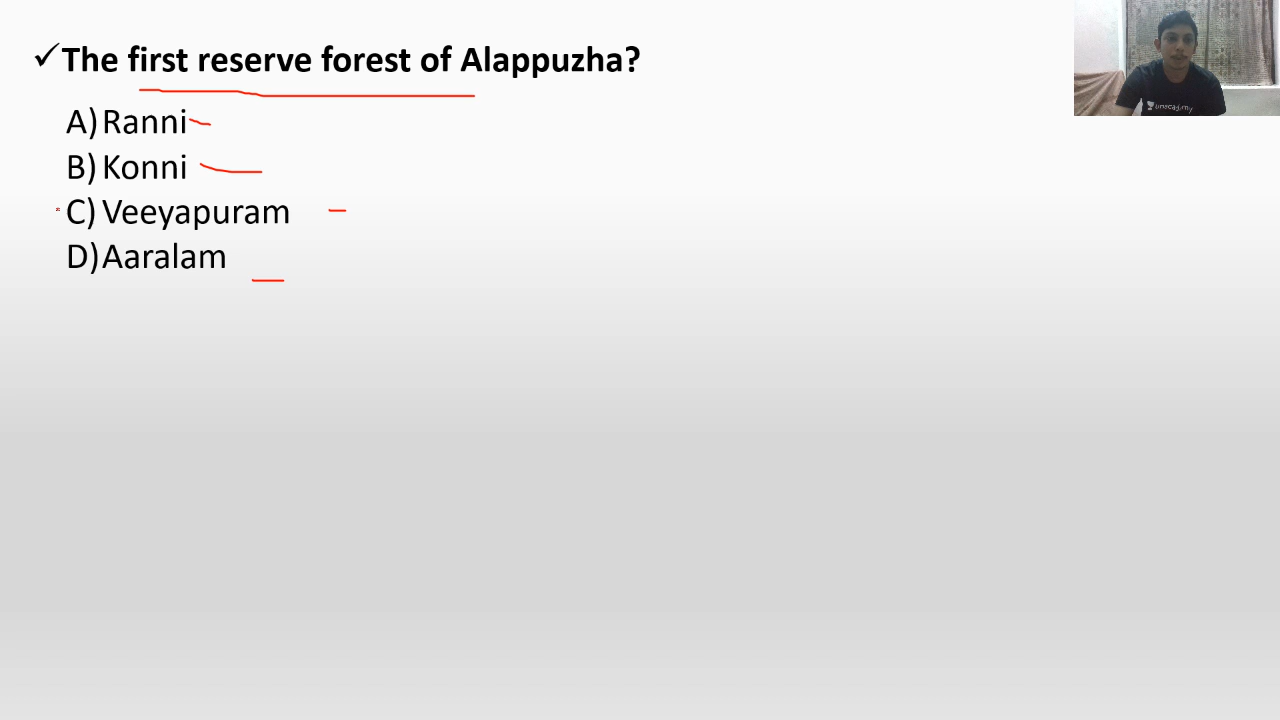 ✓The first reserve forest of Alappuzha?
A) Ranni
B) Konni
C) Veeyapuram
D) Aaralam